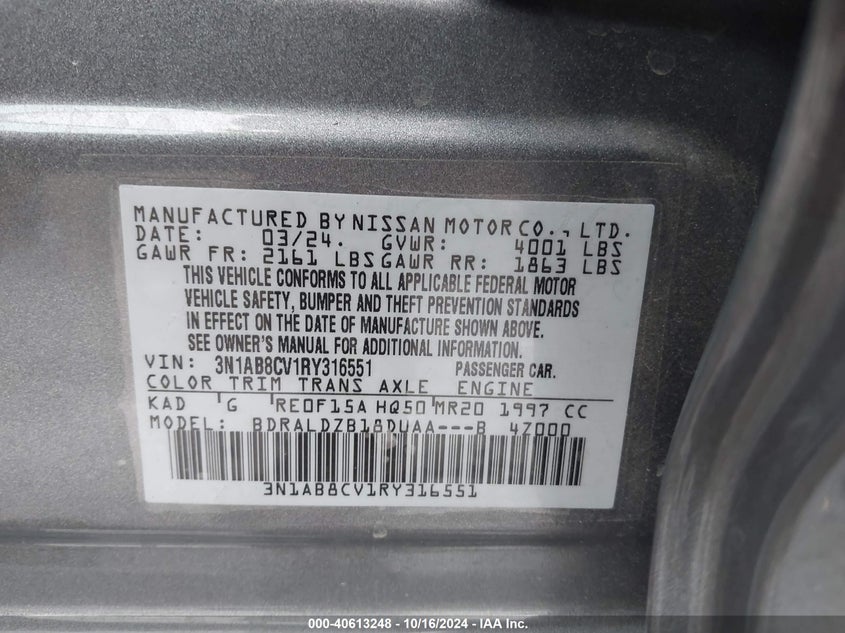 MANUFACTURED BY NISSAN MOTOR CO., LTD.
DATE: 03/24. GVWR: 4001 LBS
GAWR FR: 2161 LBS GAWR RR: 1863 LBS
THIS VEHICLE CONFORMS TO ALL APPLICABLE FEDERAL MOTOR
VEHICLE SAFETY, BUMPER AND THEFT PREVENTION STANDARDS
IN EFFECT ON THE DATE OF MANUFACTURE SHOWN ABOVE.
SEE OWNER'S MANUAL FOR ADDITIONAL INFORMATION.
VIN: 3N1AB8CV1RY316551 PASSENGER CAR.
COLOR TRIM TRANS AXLE ENGINE
KAD G RE0F15A HQ50 MR20 1997 CC
MODEL: BDRALDZB18DUAA---B 4Z000
3N1AB8CV1RY316551
000-40613248 - 10/16/2024 - IAA Inc.